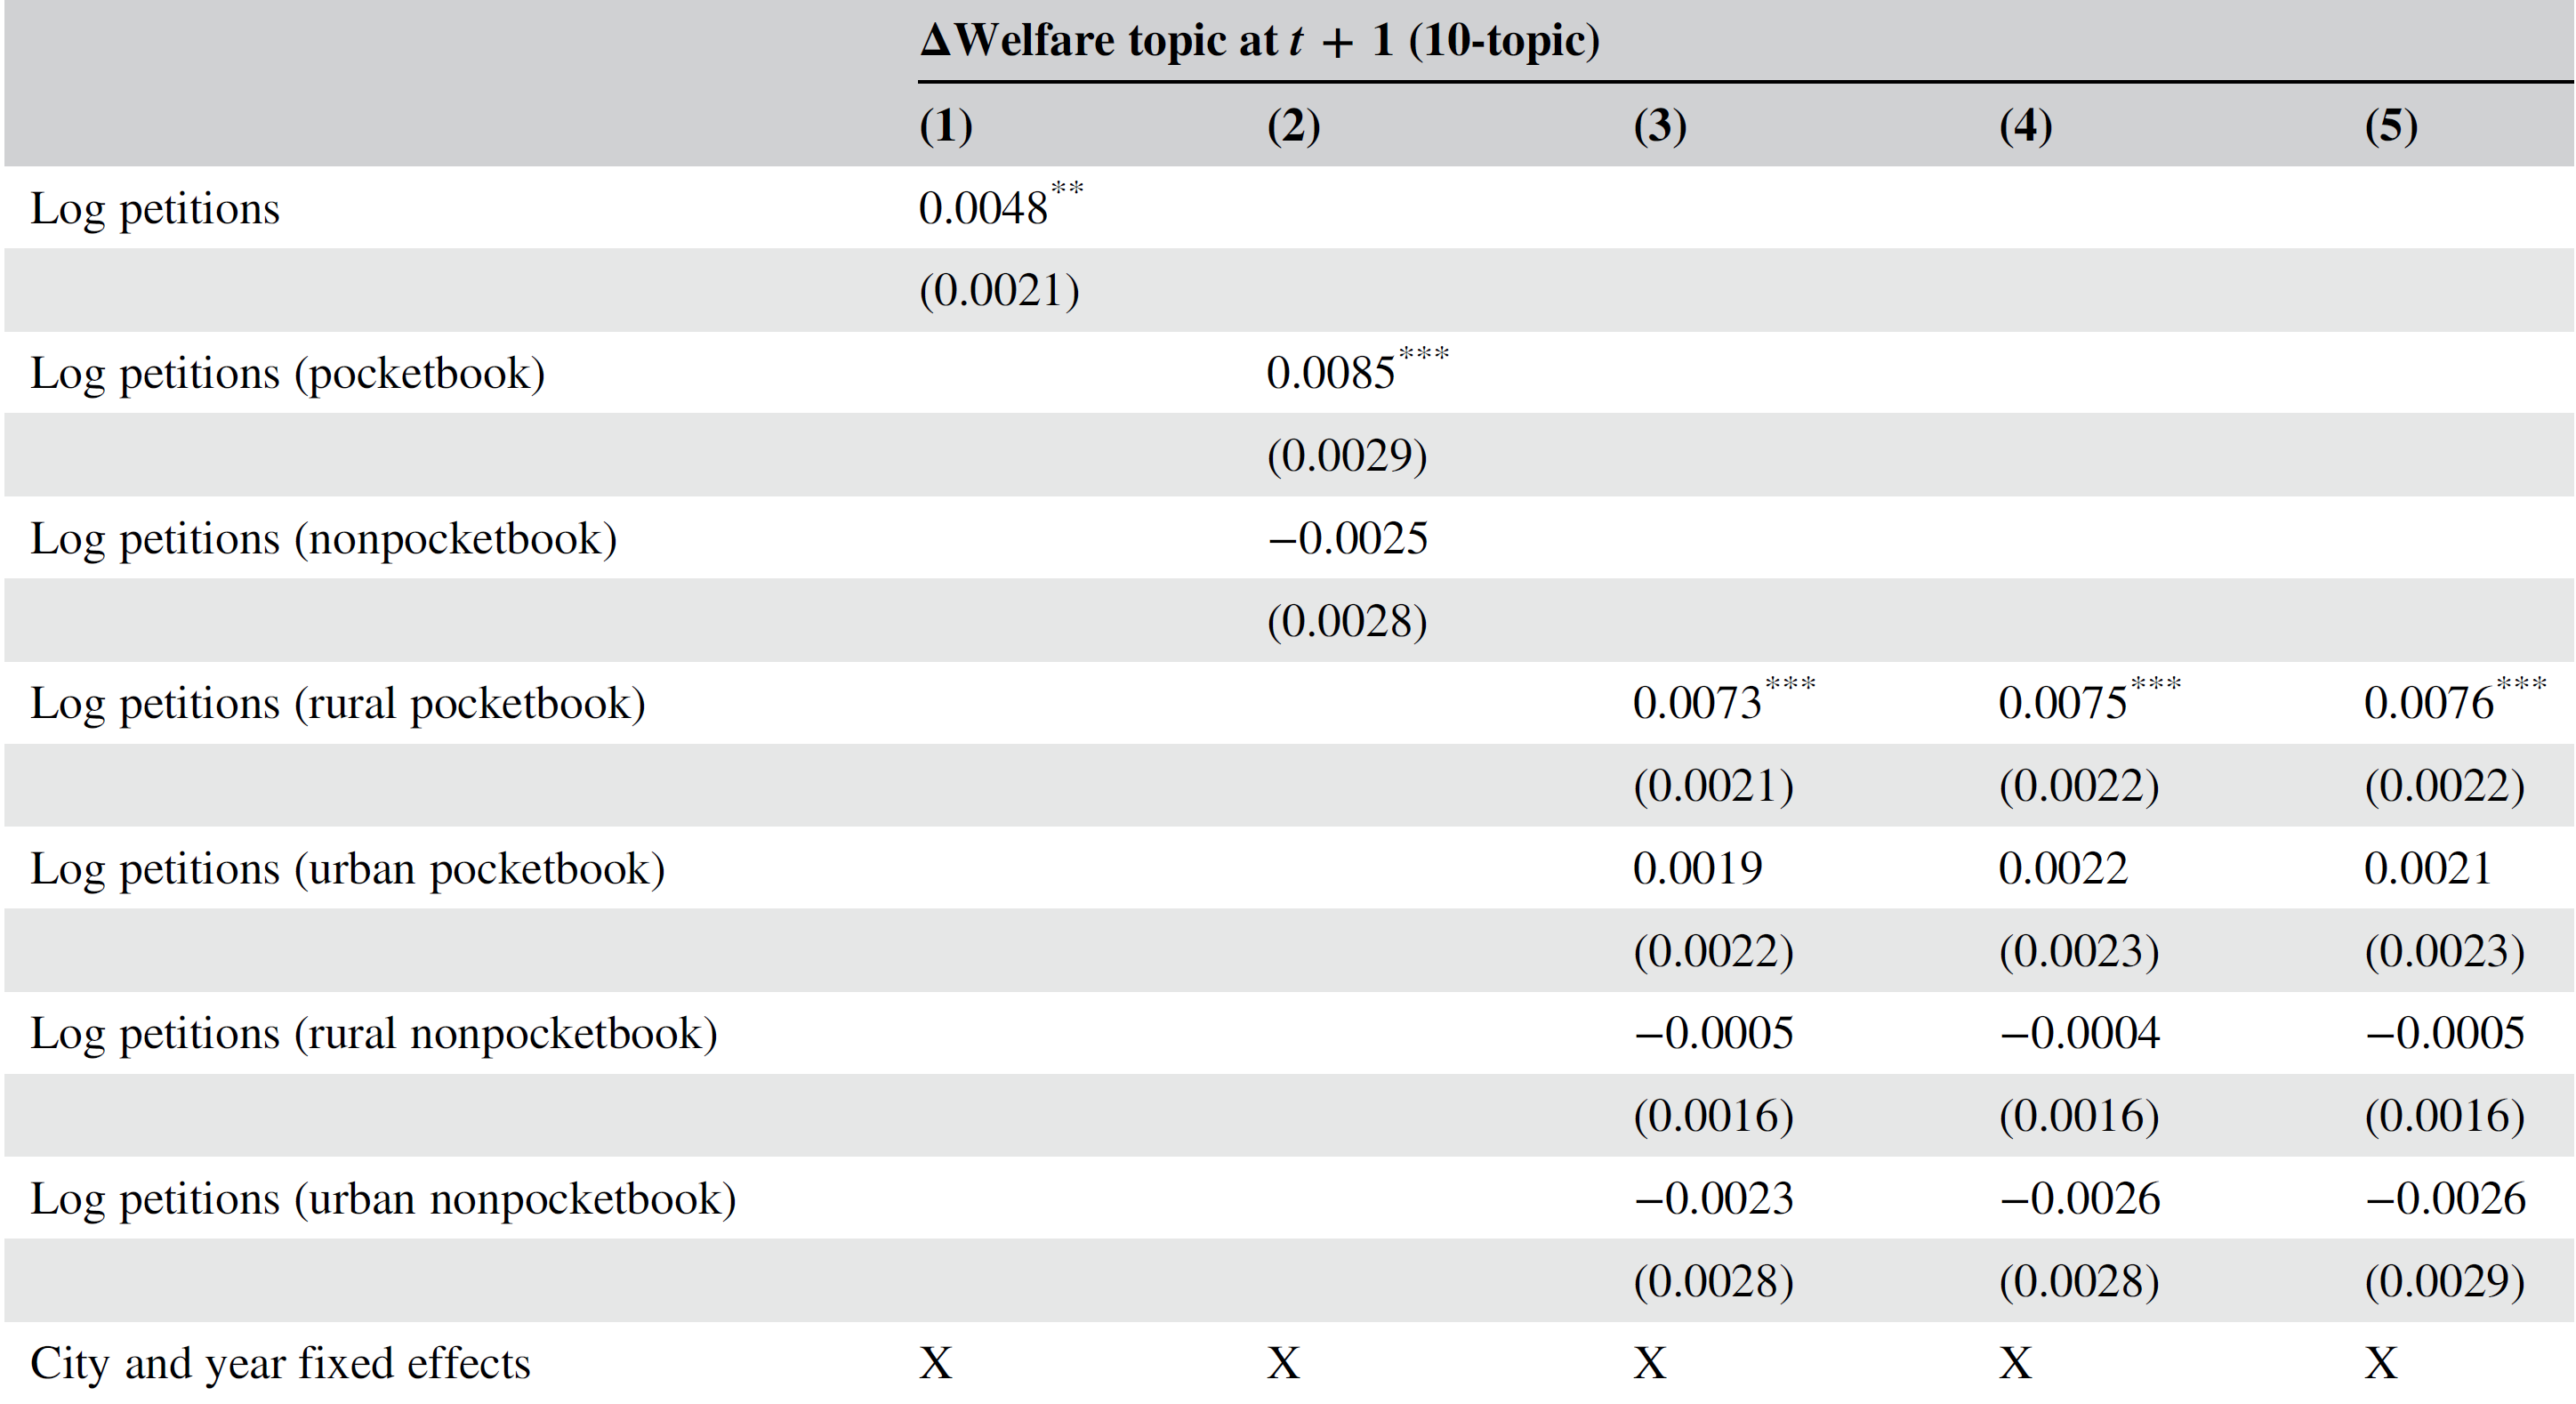 ΔWelfare topic at t + 1 (10-topic)
(1) (2) (3) (4) (5)
Log petitions 0.0048**
(0.0021)
Log petitions (pocketbook) 0.0085***
(0.0029)
Log petitions (nonpocketbook) −0.0025
(0.0028)
Log petitions (rural pocketbook) 0.0073*** 0.0075*** 0.0076***
(0.0021) (0.0022) (0.0022)
Log petitions (urban pocketbook) 0.0019 0.0022 0.0021
(0.0022) (0.0023) (0.0023)
Log petitions (rural nonpocketbook) −0.0005 −0.0004 −0.0005
(0.0016) (0.0016) (0.0016)
Log petitions (urban nonpocketbook) −0.0023 −0.0026 −0.0026
(0.0028) (0.0028) (0.0029)
City and year fixed effects X X X X X